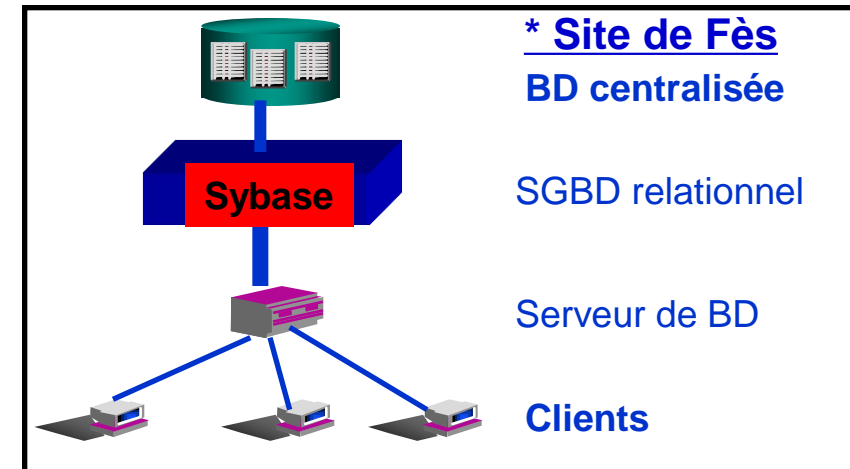 * Site de Fès
BD centralisée
Sybase
SGBD relationnel
Serveur de BD
Clients